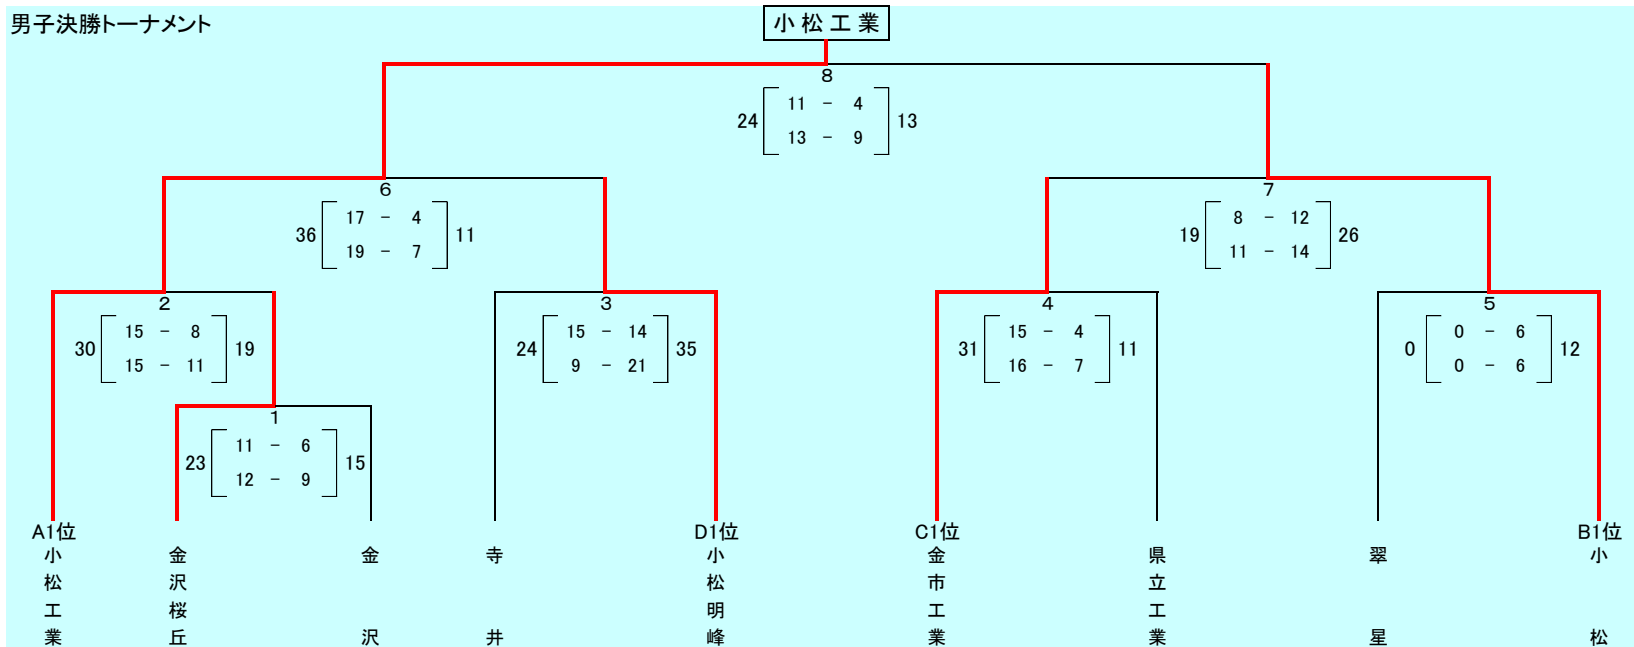 男子決勝トーナメント
小松工業
8
24 11 - 4 13
13 - 9
6
36 17 - 4 11
19 - 7
7
19 8 - 12 26
11 - 14
2
30 15 - 8 19
15 - 11
3
24 15 - 14 35
9 - 21
4
31 15 - 4 11
16 - 7
5
0 0 - 6 12
0 - 6
1
23 11 - 6 15
12 - 9
A1位
小松工業
金沢桜丘
金沢
寺井
D1位
小松明峰
C1位
金市工業
県立工業
翠星
B1位
小松